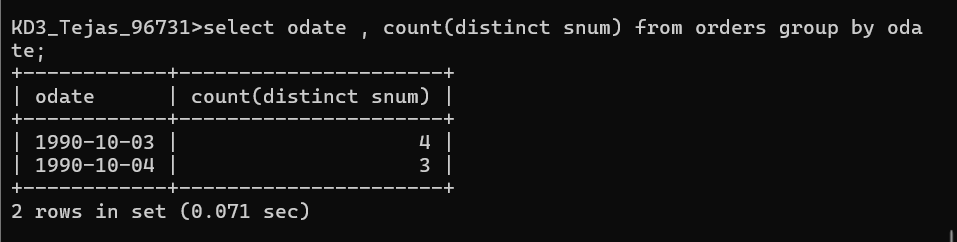 KD3_Tejas_96731>select odate , count(distinct snum) from orders group by oda
te;
+------------+----------------------+
| odate      | count(distinct snum) |
+------------+----------------------+
| 1990-10-03 |                    4 |
| 1990-10-04 |                    3 |
+------------+----------------------+
2 rows in set (0.071 sec)